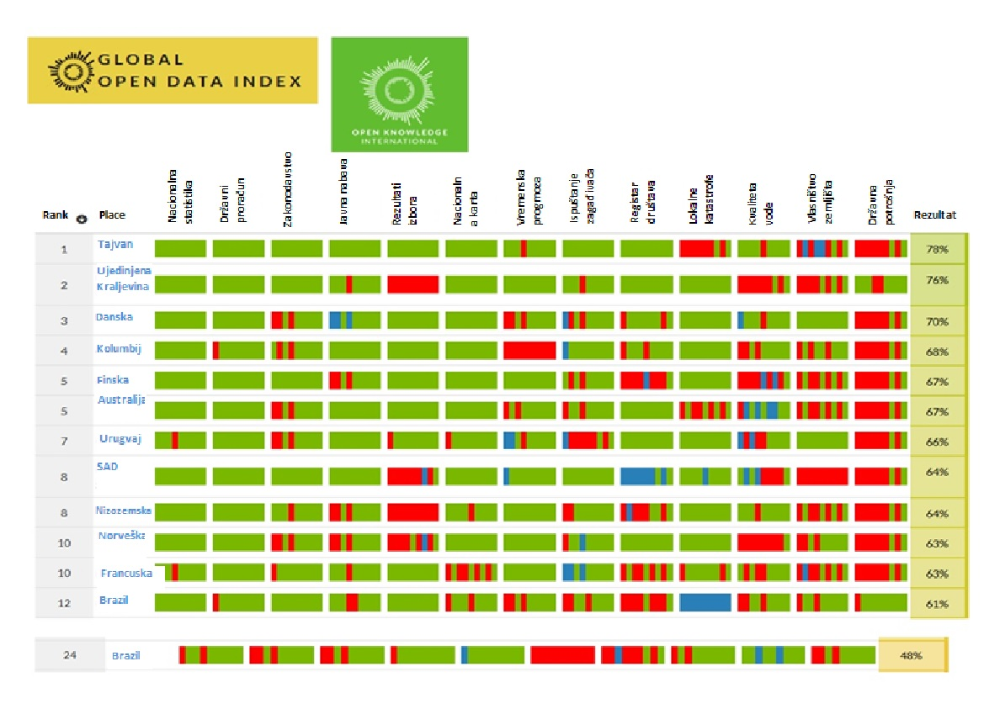 GLOBAL
OPEN DATA INDEX
OPEN KNOWLEDGE
INTERNATIONAL
Rank
Place
Nacionalna
statistika
Državni
proračun
Zakonodavstvo
Javna nabava
Rezultati
izbora
Nacionaln
a karta
Vremenska
prognoza
Ispuštanje
zagađivača
Registar
društava
Lokalne
katastrofe
Kvaliteta
vode
Vlasništvo
zemljišta
Državna
potrošnja
Rezultat
1 Tajvan 78%
2 Ujedinjena
Kraljevina 76%
3 Danska 70%
4 Kolumbij 68%
5 Finska 67%
5 Australija 67%
7 Urugvaj 66%
8 SAD 64%
8 Nizozemska 64%
10 Norveška 63%
10 Francuska 63%
12 Brazil 61%
24 Brazil 48%